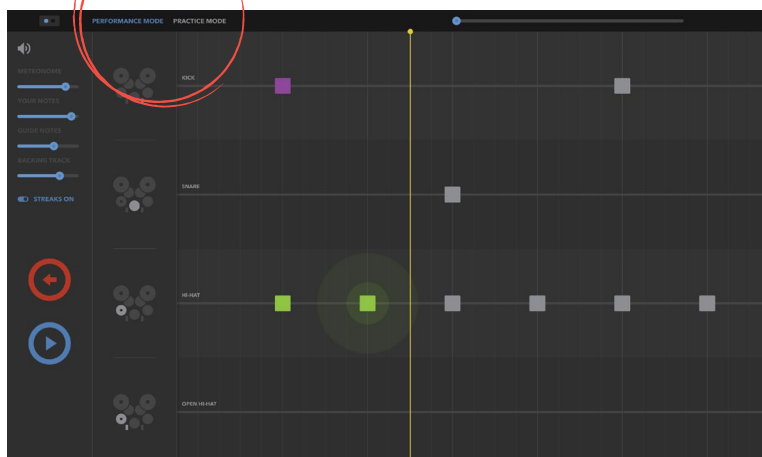 PERFORMANCE MODE PRACTICE MODE
METRONOME
YOUR NOTES
GUIDE NOTES
BACKING TRACK
STREAKS ON
KICK
SNARE
HI-HAT
OPEN HI-HAT